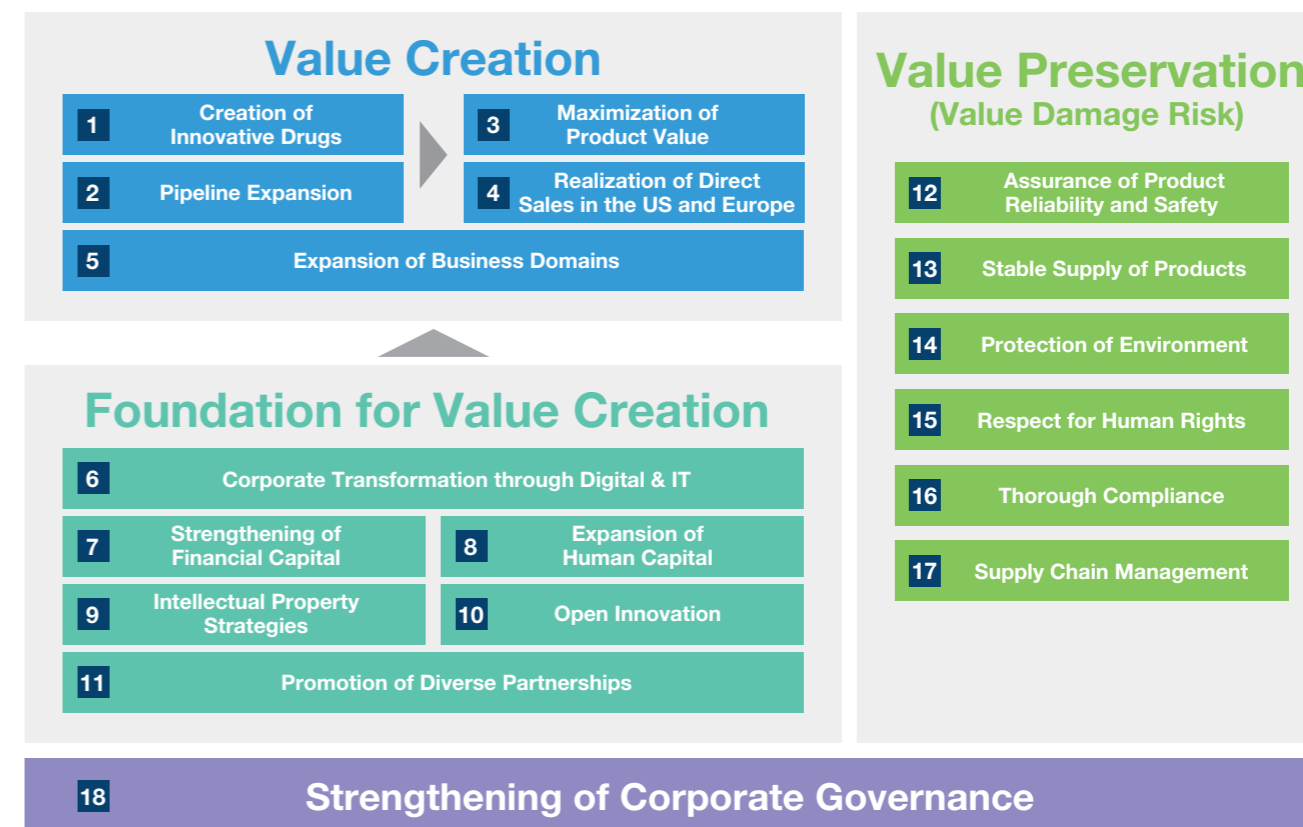 Value Creation
1
Creation of
Innovative Drugs
2
Pipeline Expansion
3
Maximization of
Product Value
4
Realization of Direct
Sales in the US and Europe
5
Expansion of Business Domains
Foundation for Value Creation
6
Corporate Transformation through Digital & IT
7
Strengthening of
Financial Capital
8
Expansion of
Human Capital
9
Intellectual Property
Strategies
10
Open Innovation
11
Promotion of Diverse Partnerships
Value Preservation
(Value Damage Risk)
12
Assurance of Product
Reliability and Safety
13
Stable Supply of Products
14
Protection of Environment
15
Respect for Human Rights
16
Thorough Compliance
17
Supply Chain Management
18
Strengthening of Corporate Governance